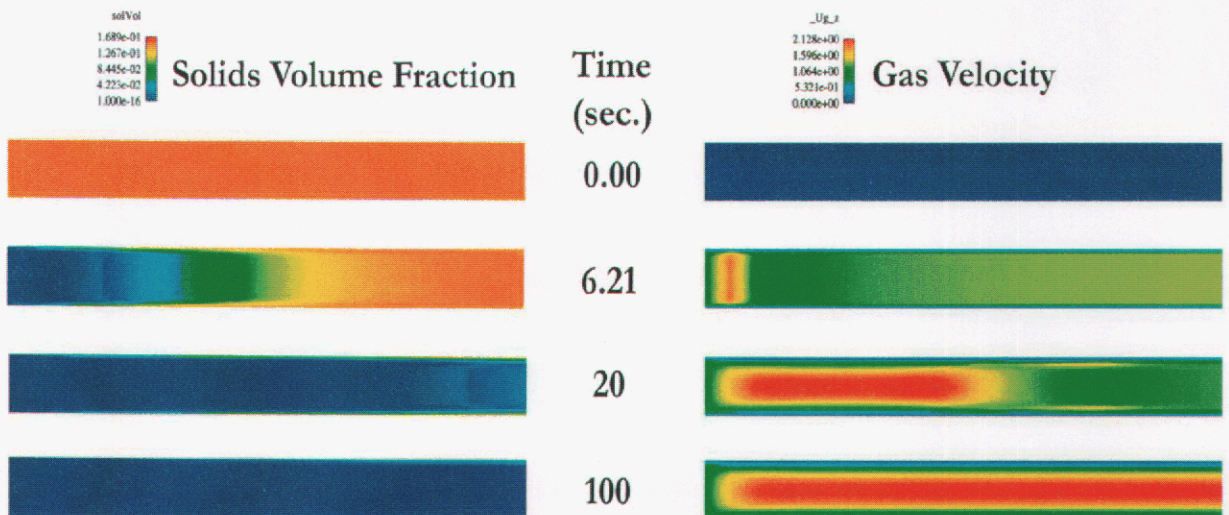 solVol
1.689e-01
1.267e-01
8.445e-02
4.223e-02
1.000e-16
Solids Volume Fraction
Time
(sec.)
_Ug_z
2.128e+00
1.596e+00
1.064e+00
5.321e-01
0.000e+00
Gas Velocity
0.00
6.21
20
100